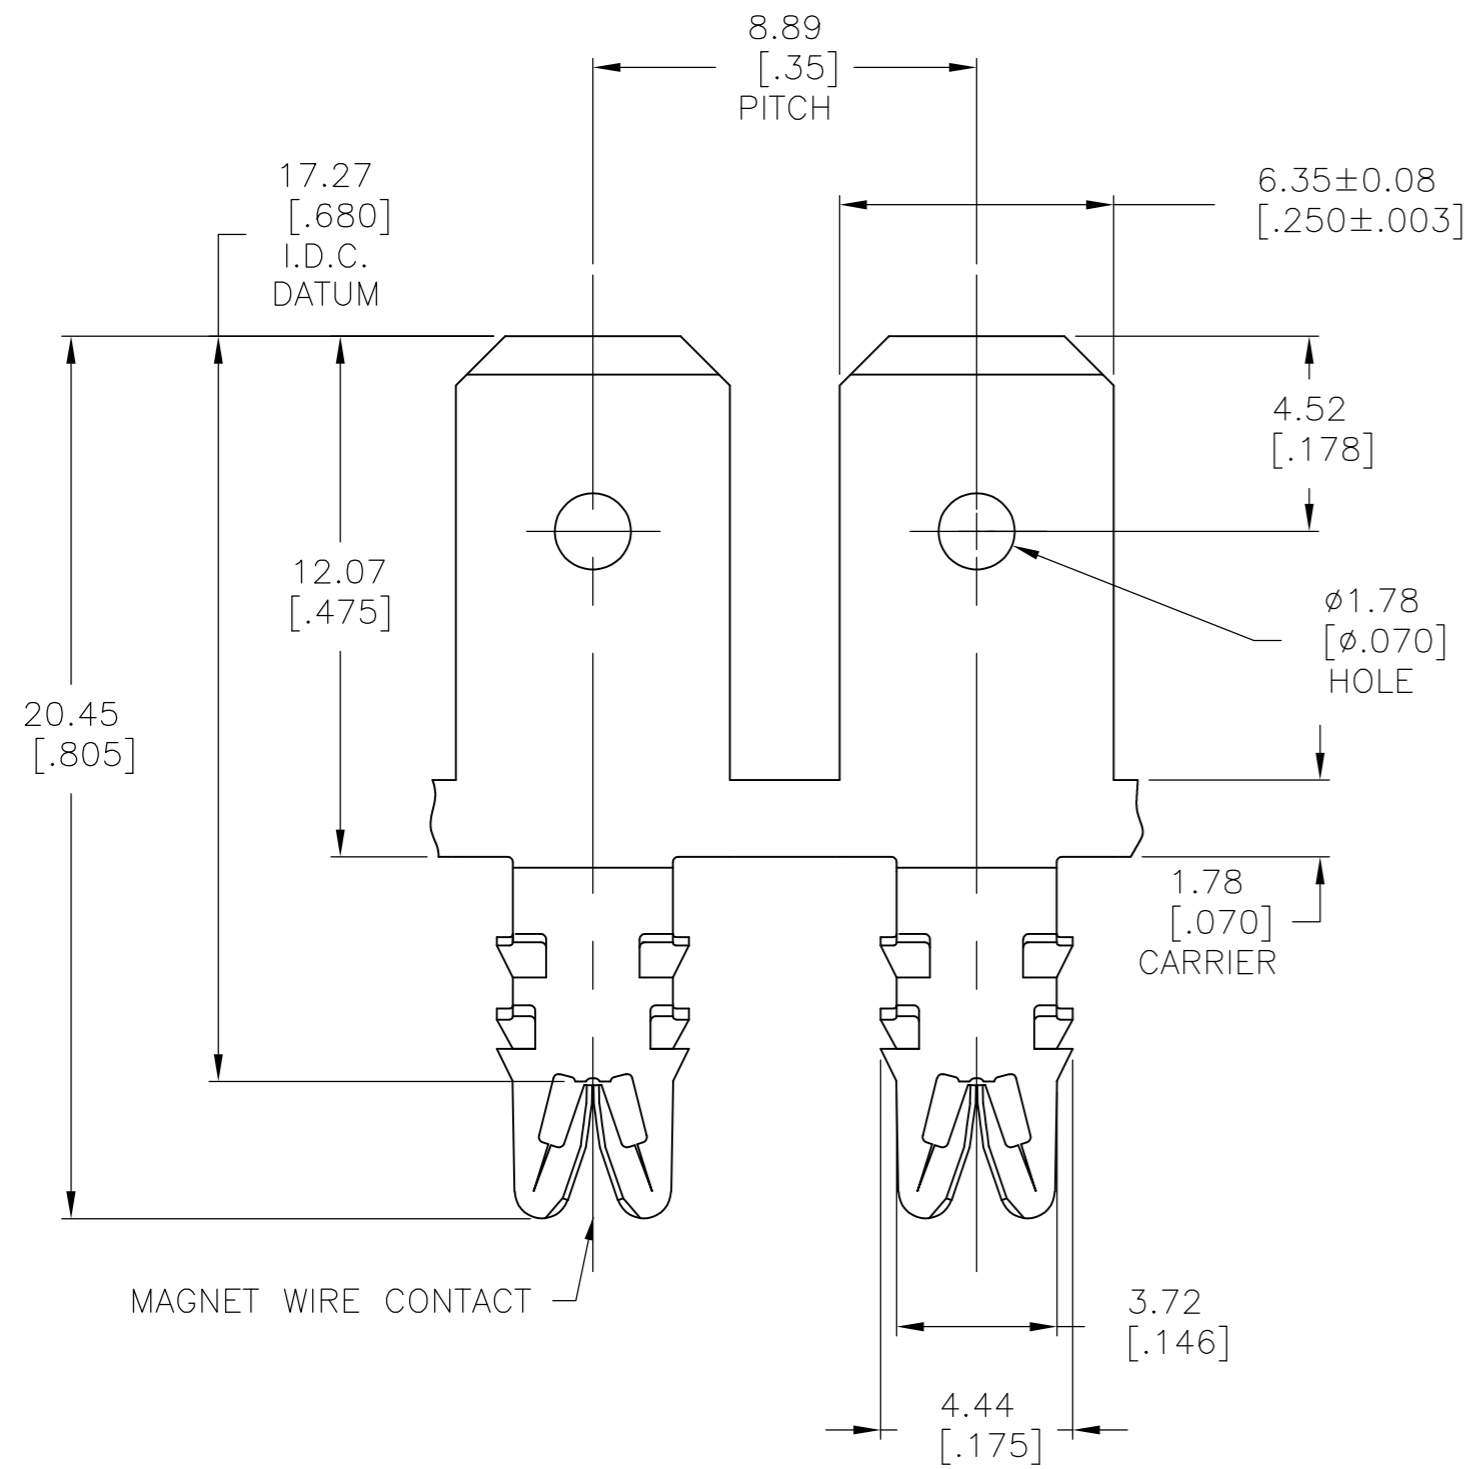 8.89
[.35]
PITCH
17.27
[.680]
I.D.C.
DATUM
6.35±0.08
[.250±.003]
4.52
[.178]
12.07
[.475]
ø1.78
[ø.070]
HOLE
20.45
[.805]
1.78
[.070]
CARRIER
MAGNET WIRE CONTACT
3.72
[.146]
4.44
[.175]